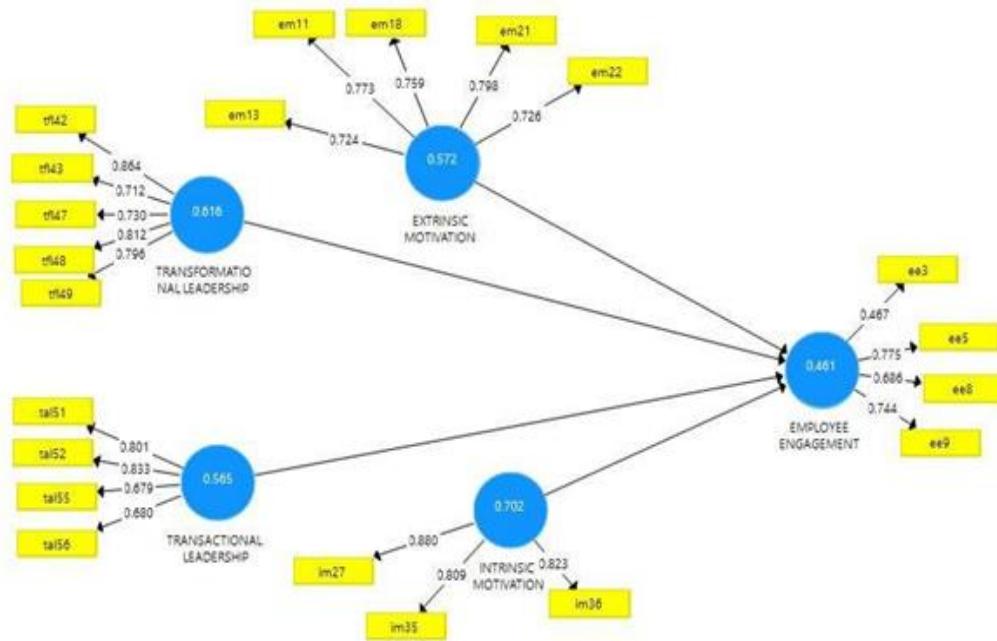 em11
em18
em21
em22
em13
0.773
0.759
0.798
0.726
0.724
0.572
EXTRINSIC
MOTIVATION
tfl42
tfl43
tfl47
tfl48
tfl49
0.864
0.712
0.730
0.812
0.796
0.616
TRANSFORMATIO
NAL LEADERSHIP
ee3
ee5
ee8
ee9
0.467
0.775
0.686
0.744
0.461
EMPLOYEE
ENGAGEMENT
tal51
tal52
tal55
tal56
0.801
0.833
0.679
0.680
0.565
TRANSACTIONAL
LEADERSHIP
0.702
INTRINSIC
MOTIVATION
0.880
0.809
0.823
im27
im35
im36